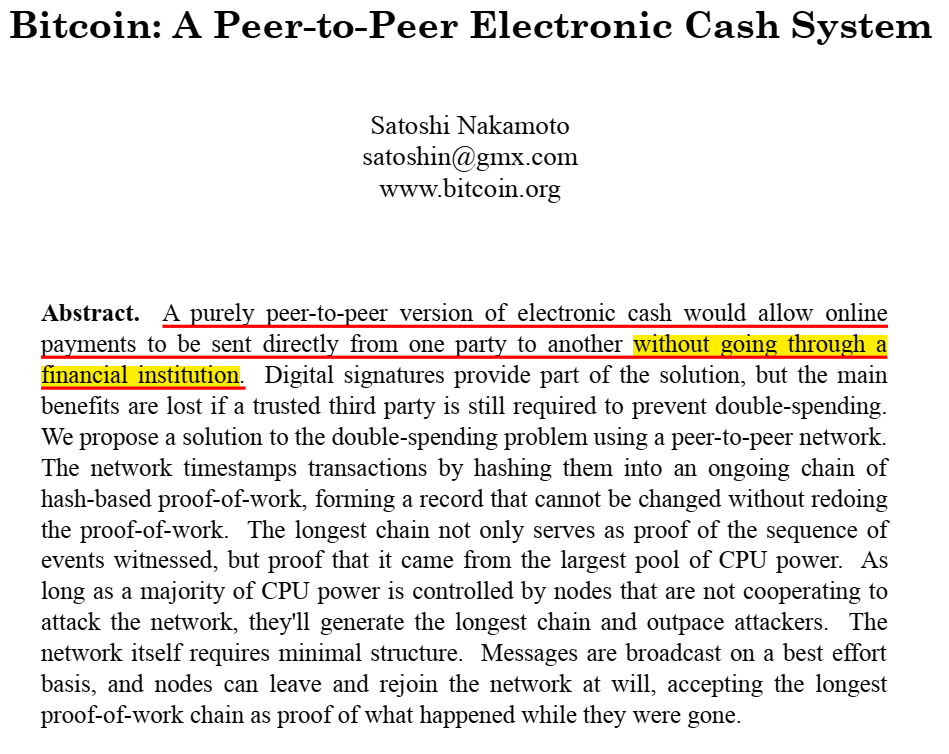 Bitcoin: A Peer-to-Peer Electronic Cash System
Satoshi Nakamoto
satoshin@gmx.com
www.bitcoin.org
Abstract. A purely peer-to-peer version of electronic cash would allow online
payments to be sent directly from one party to another without going through a
financial institution. Digital signatures provide part of the solution, but the main
benefits are lost if a trusted third party is still required to prevent double-spending.
We propose a solution to the double-spending problem using a peer-to-peer network.
The network timestamps transactions by hashing them into an ongoing chain of
hash-based proof-of-work, forming a record that cannot be changed without redoing
the proof-of-work. The longest chain not only serves as proof of the sequence of
events witnessed, but proof that it came from the largest pool of CPU power. As
long as a majority of CPU power is controlled by nodes that are not cooperating to
attack the network, they'll generate the longest chain and outpace attackers. The
network itself requires minimal structure. Messages are broadcast on a best effort
basis, and nodes can leave and rejoin the network at will, accepting the longest
proof-of-work chain as proof of what happened while they were gone.